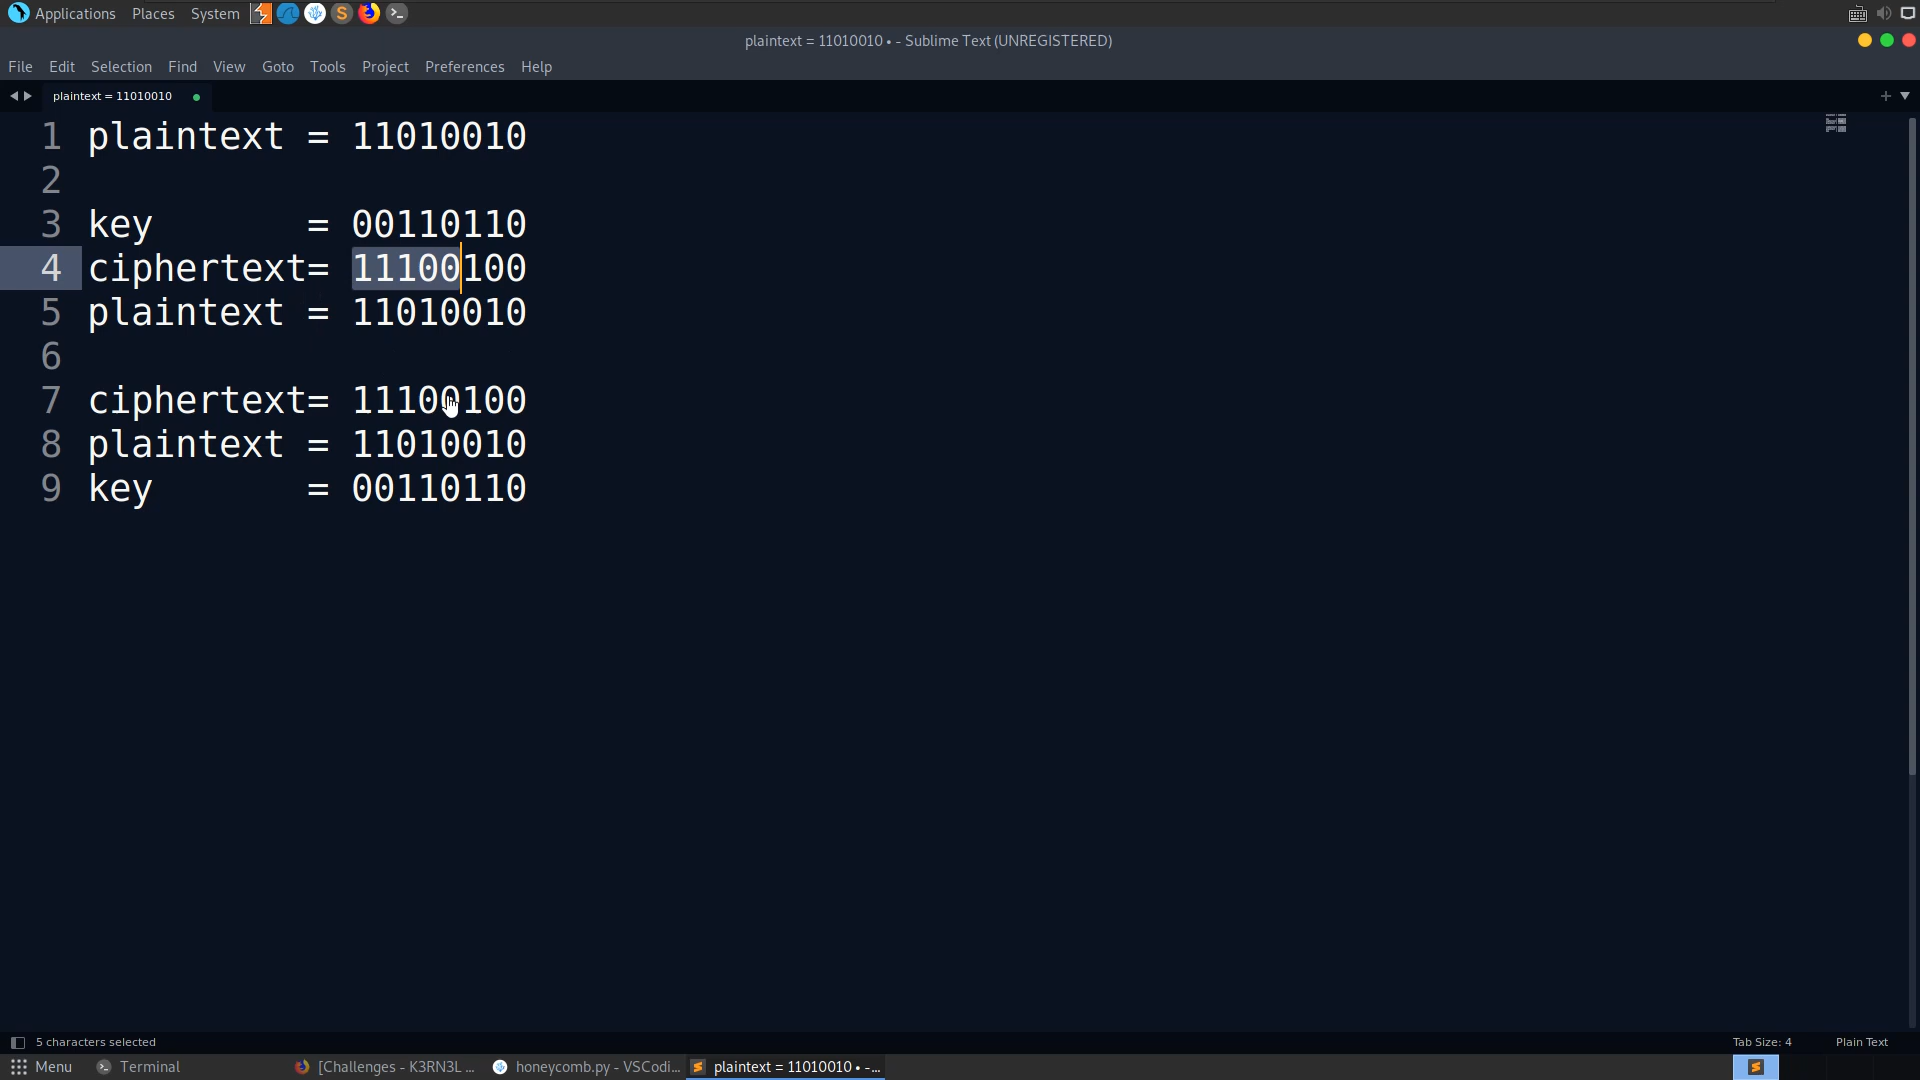 Applications Places System
plaintext = 11010010 • - Sublime Text (UNREGISTERED)
File Edit Selection Find View Goto Tools Project Preferences Help
plaintext = 11010010
1 plaintext = 11010010
2
3 key       = 00110110
4 ciphertext= 11100100
5 plaintext = 11010010
6
7 ciphertext= 11100100
8 plaintext = 11010010
9 key       = 00110110
5 characters selected Tab Size: 4 Plain Text
Menu Terminal [Challenges - K3RN3L ... honeycomb.py - VSCodi... plaintext = 11010010 • -...